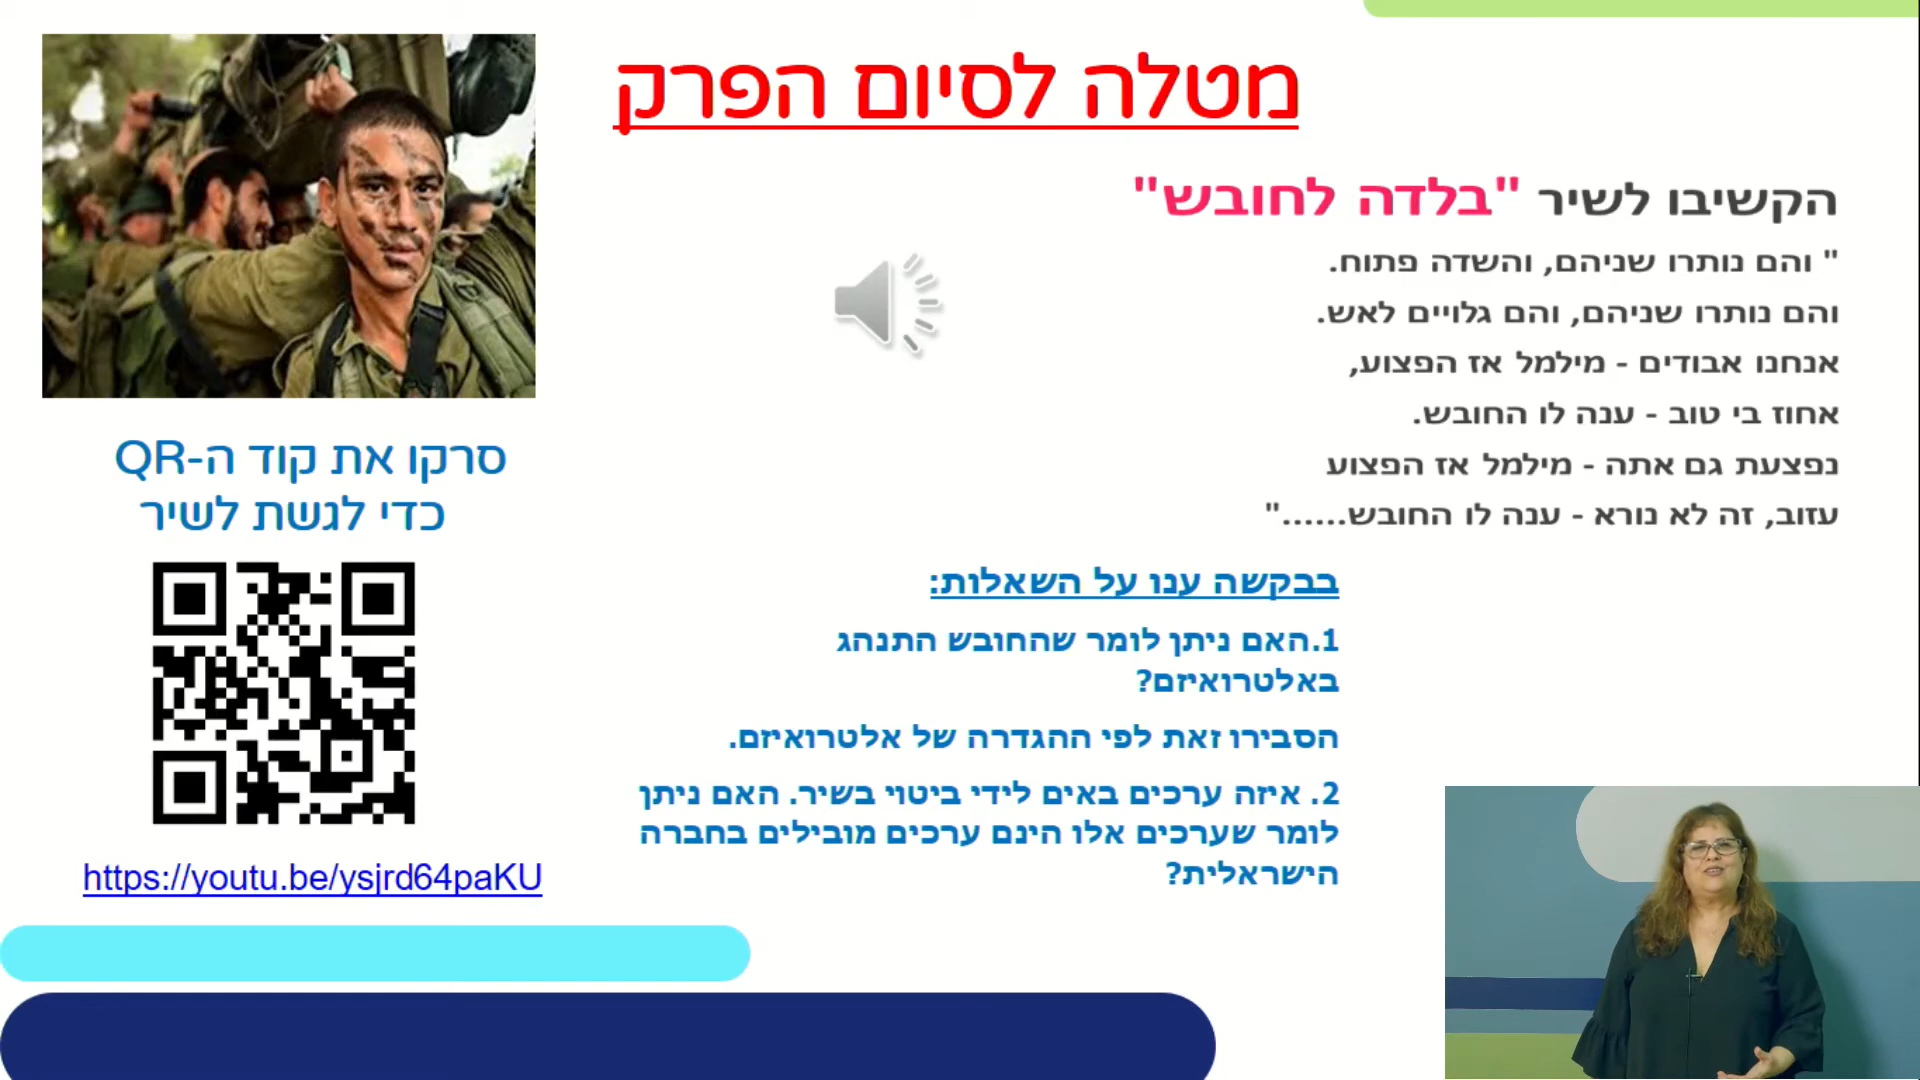 מטלה לסיום הפרק
הקשיבו לשיר "בלדה לחובש"
" והם נותרו שניהם, והשדה פתוח.
והם נותרו שניהם, והם גלויים לאש.
אנחנו אבודים - מילמל אז הפצוע,
אחוז בי טוב - ענה לו החובש.
נפצעת גם אתה - מילמל אז הפצוע
עזוב, זה לא נורא - ענה לו החובש......"
בבקשה ענו על השאלות:
1.האם ניתן לומר שהחובש התנהג
באלטרואיזם?
הסבירו זאת לפי ההגדרה של אלטרואיזם.
2. איזה ערכים באים לידי ביטוי בשיר. האם ניתן
לומר שערכים אלו הינם ערכים מובילים בחברה
הישראלית?
סרקו את קוד ה-QR
כדי לגשת לשיר
https://youtu.be/ysjrd64paKU